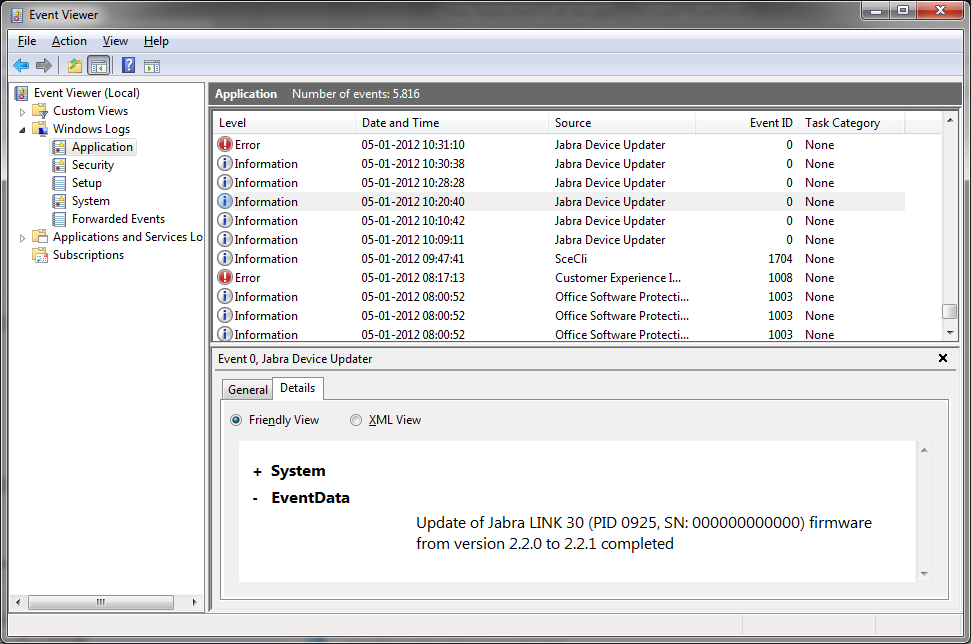 Event Viewer
File Action View Help
Event Viewer (Local)
Custom Views
Windows Logs
Application
Security
Setup
System
Forwarded Events
Applications and Services Lo
Subscriptions
Application Number of events: 5.816
Level Date and Time Source Event ID Task Category
Error 05-01-2012 10:31:10 Jabra Device Updater 0 None
Information 05-01-2012 10:30:38 Jabra Device Updater 0 None
Information 05-01-2012 10:28:28 Jabra Device Updater 0 None
Information 05-01-2012 10:20:40 Jabra Device Updater 0 None
Information 05-01-2012 10:10:42 Jabra Device Updater 0 None
Information 05-01-2012 10:09:11 Jabra Device Updater 0 None
Information 05-01-2012 09:47:41 SceCli 1704 None
Error 05-01-2012 08:17:13 Customer Experience I... 1008 None
Information 05-01-2012 08:00:52 Office Software Protecti... 1003 None
Information 05-01-2012 08:00:52 Office Software Protecti... 1003 None
Information 05-01-2012 08:00:52 Office Software Protecti... 1003 None
Event 0, Jabra Device Updater
General Details
Friendly View XML View
+ System
- EventData
Update of Jabra LINK 30 (PID 0925, SN: 000000000000) firmware
from version 2.2.0 to 2.2.1 completed